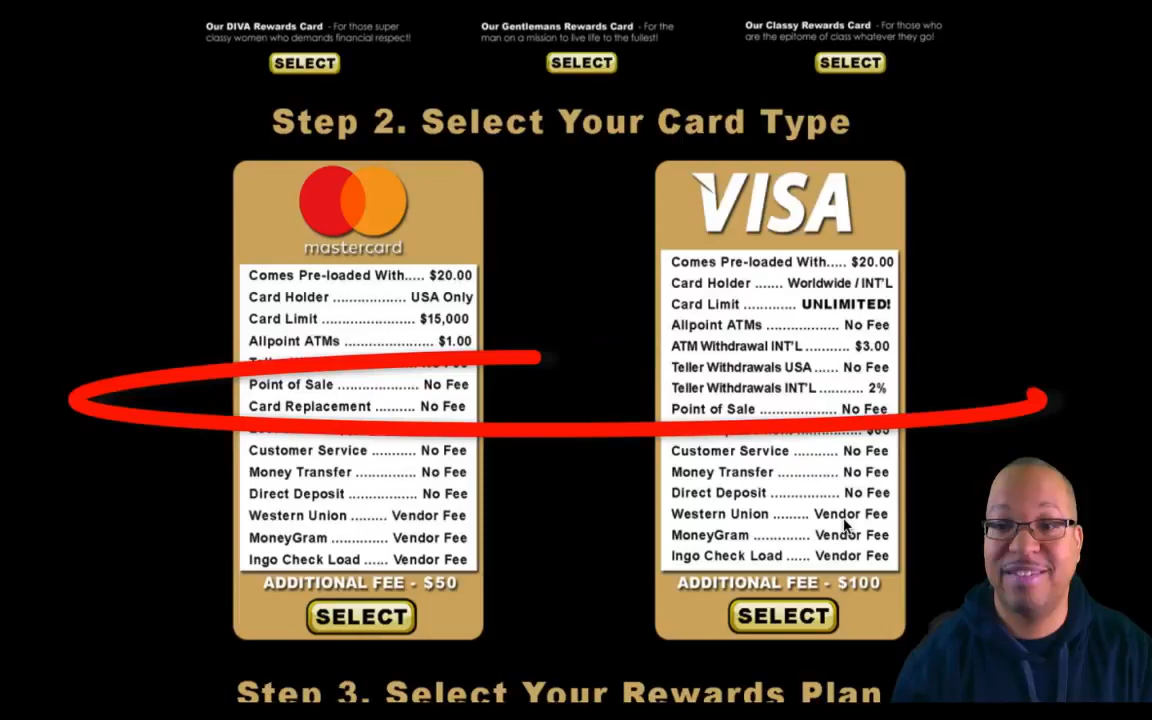 Our DIVA Rewards Card - For those super
classy women who demands financial respect!
SELECT
Our Gentlemans Rewards Card - For the
man on a mission to live life to the fullest!
SELECT
Our Classy Rewards Card - For those who
are the epitome of class whatever they go!
SELECT
Step 2. Select Your Card Type
mastercard
Comes Pre-loaded With..... $20.00
Card Holder ............... USA Only
Card Limit .................... $15,000
Allpoint ATMs ..................... $1.00
Point of Sale ................. No Fee
Card Replacement .......... No Fee
Customer Service ........... No Fee
Money Transfer .............. No Fee
Direct Deposit ................. No Fee
Western Union ....... Vendor Fee
MoneyGram ............. Vendor Fee
Ingo Check Load ...... Vendor Fee
ADDITIONAL FEE - $50
SELECT
VISA
Comes Pre-loaded With..... $20.00
Card Holder ....... Worldwide / INT'L
Card Limit ............. UNLIMITED!
Allpoint ATMs ................... No Fee
ATM Withdrawal INT'L .......... $3.00
Teller Withdrawals USA ...... No Fee
Teller Withdrawals INT'L .......... 2%
Point of Sale ................... No Fee
Customer Service ........... No Fee
Money Transfer ............... No Fee
Direct Deposit ................. No Fee
Western Union ......... Vendor Fee
MoneyGram .............. Vendor Fee
Ingo Check Load ...... Vendor Fee
ADDITIONAL FEE - $100
SELECT
Step 3. Select Your Rewards Plan